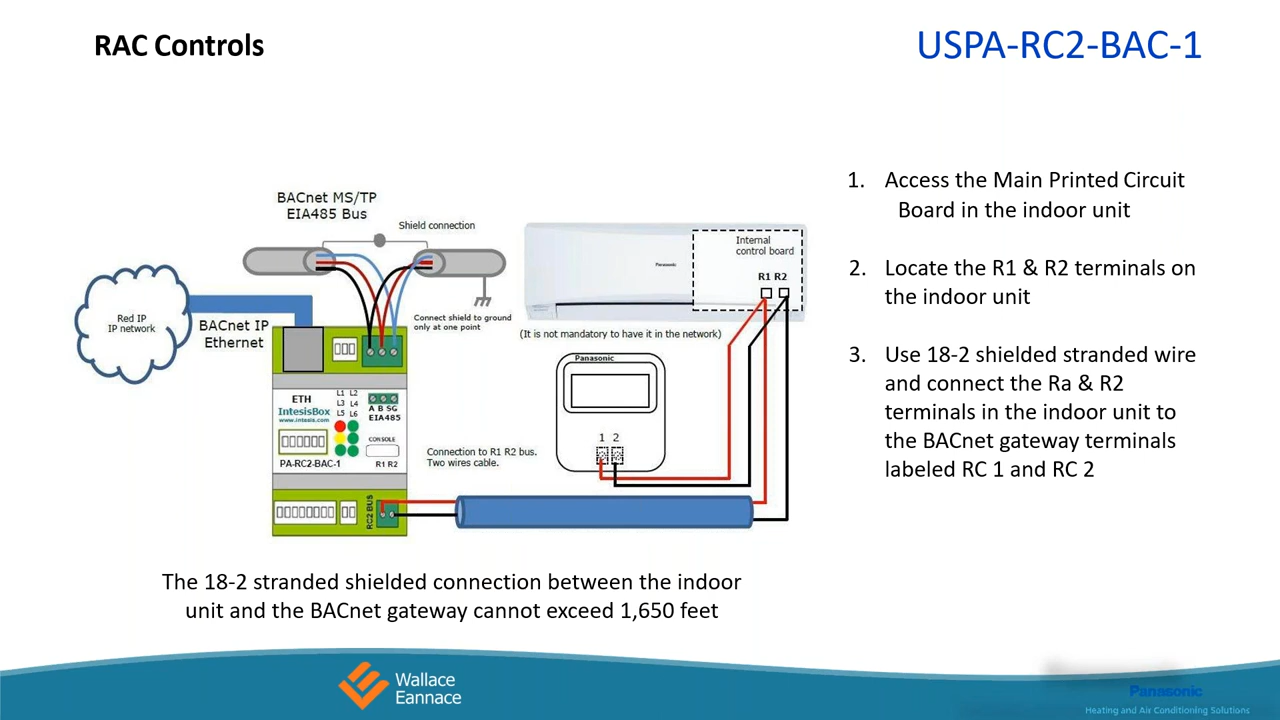 RAC Controls
USPA-RC2-BAC-1
BACnet MS/TP
EIA485 Bus
Shield connection
Red IP
IP network
BACnet IP
Ethernet
Connect shield to ground
only at one point
Internal
control board
Panasonic
R1 R2
(It is not mandatory to have it in the network)
Panasonic
1 2
ETH
IntesisBox
www.intesis.com
L1 L2
L3 L4
L5 L6
A B SG
EIA485
CONSOLE
PA-RC2-BAC-1
R1 R2
RC2 BUS
Connection to R1 R2 bus.
Two wires cable.
1. Access the Main Printed Circuit
Board in the indoor unit
2. Locate the R1 & R2 terminals on
the indoor unit
3. Use 18-2 shielded stranded wire
and connect the Ra & R2
terminals in the indoor unit to
the BACnet gateway terminals
labeled RC 1 and RC 2
The 18-2 stranded shielded connection between the indoor
unit and the BACnet gateway cannot exceed 1,650 feet
Wallace
Eannace
Panasonic
Heating and Air Conditioning Solutions